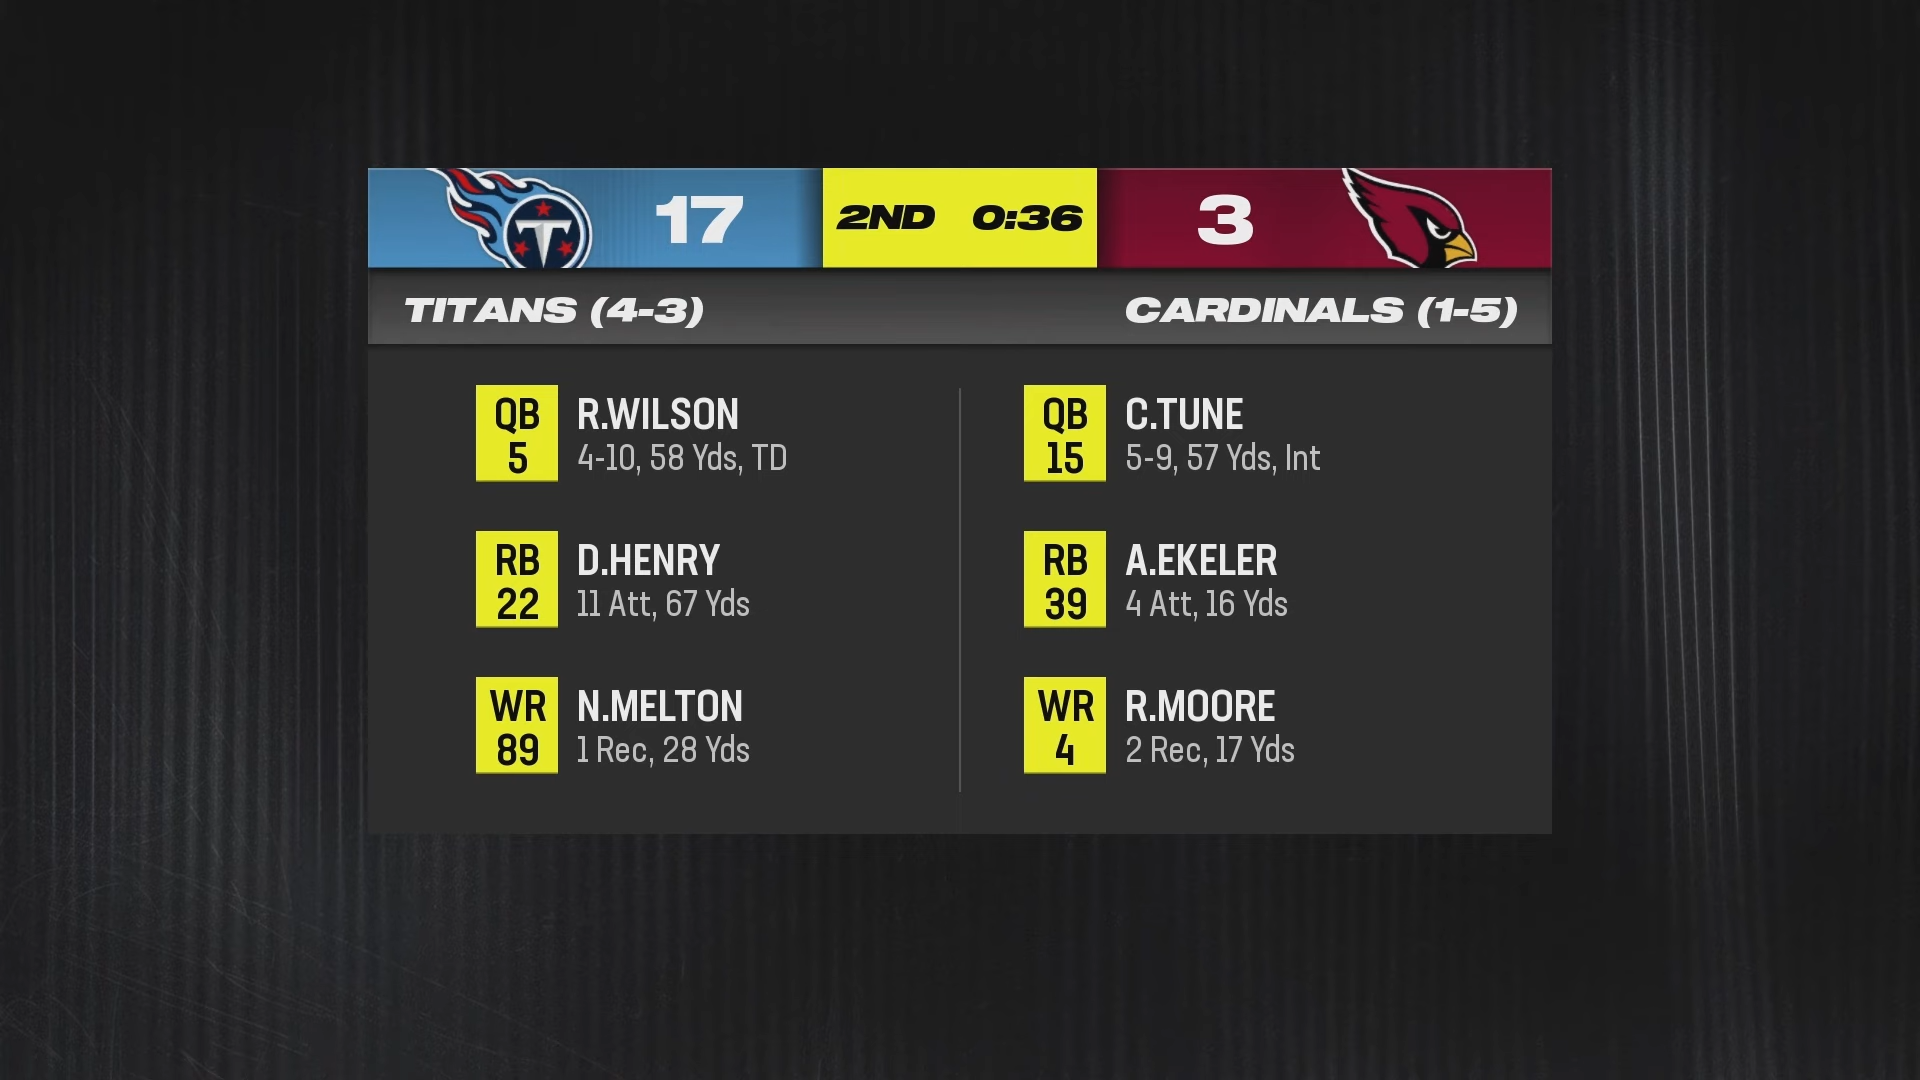 17 2ND 0:36 3
TITANS (4-3)
CARDINALS (1-5)
QB 5
R.WILSON
4-10, 58 Yds, TD
RB 22
D.HENRY
11 Att, 67 Yds
WR 89
N.MELTON
1 Rec, 28 Yds
QB 15
C.TUNE
5-9, 57 Yds, Int
RB 39
A.EKELER
4 Att, 16 Yds
WR 4
R.MOORE
2 Rec, 17 Yds